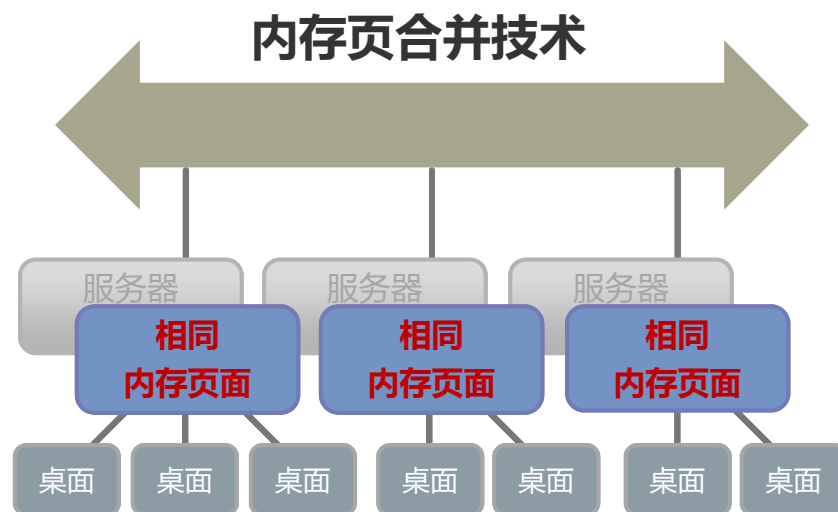 内存页合并技术
服务器
服务器
服务器
相同
内存页面
相同
内存页面
相同
内存页面
桌面
桌面
桌面
桌面
桌面
桌面
桌面